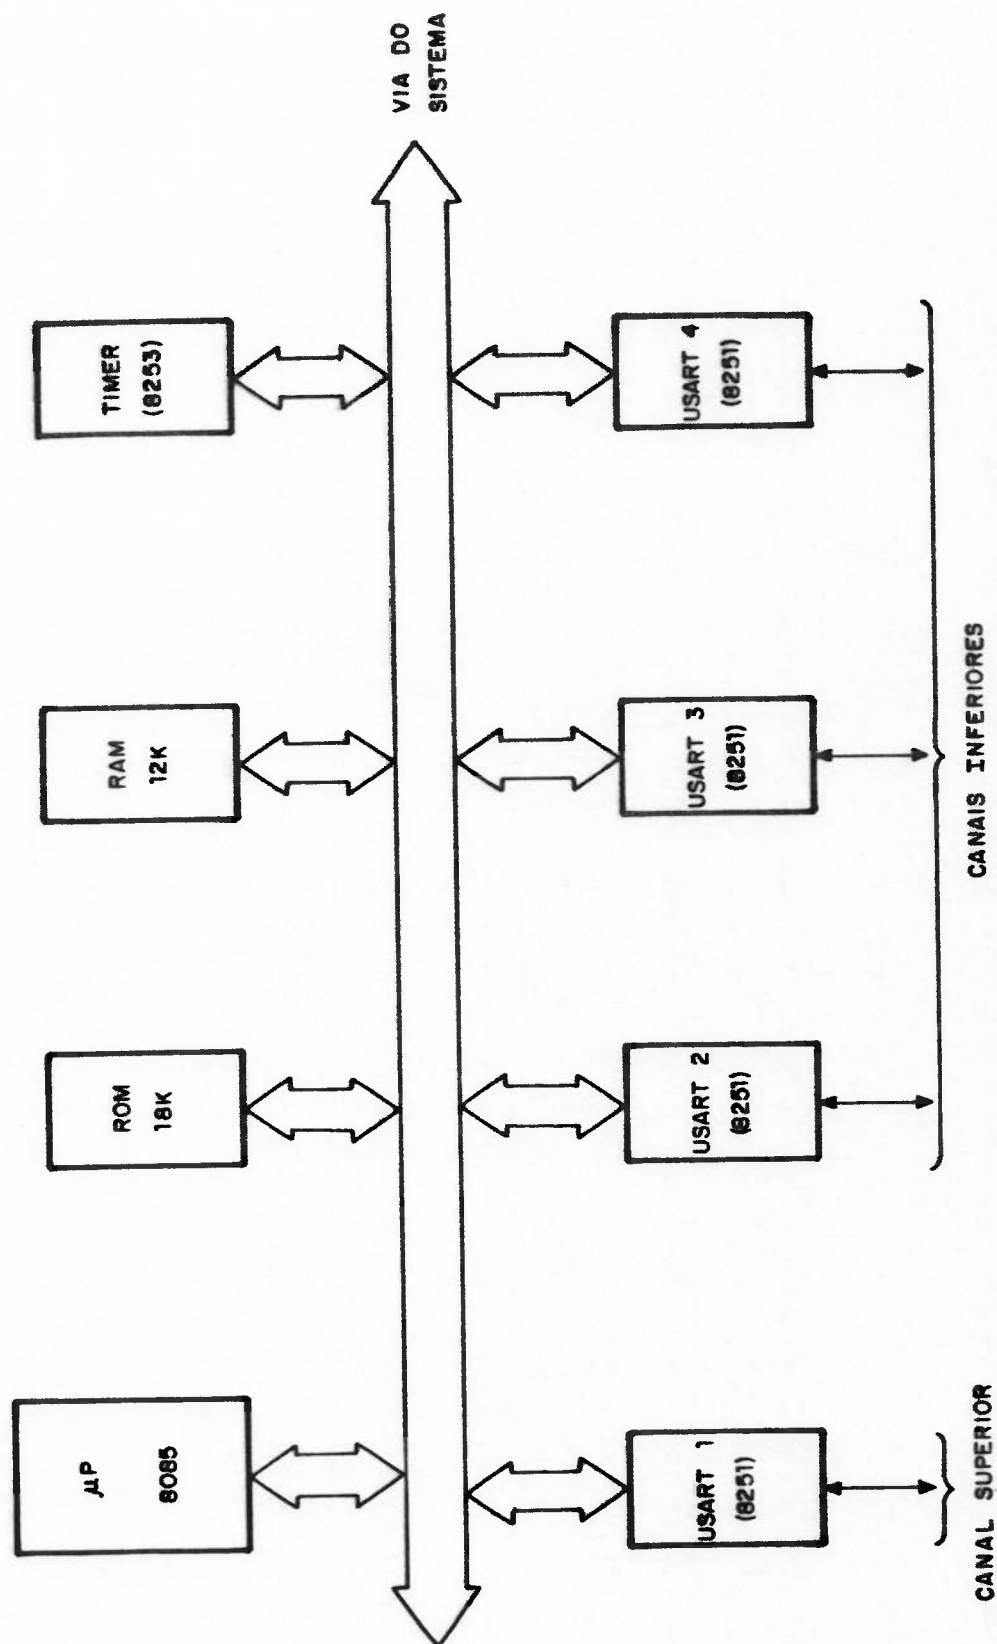 µP
8085
ROM
18K
RAM
12K
TIMER
(8253)
VIA DO
SISTEMA
USART 1
(8251)
USART 2
(8251)
USART 3
(8251)
USART 4
(8251)
CANAL SUPERIOR
CANAIS INFERIORES